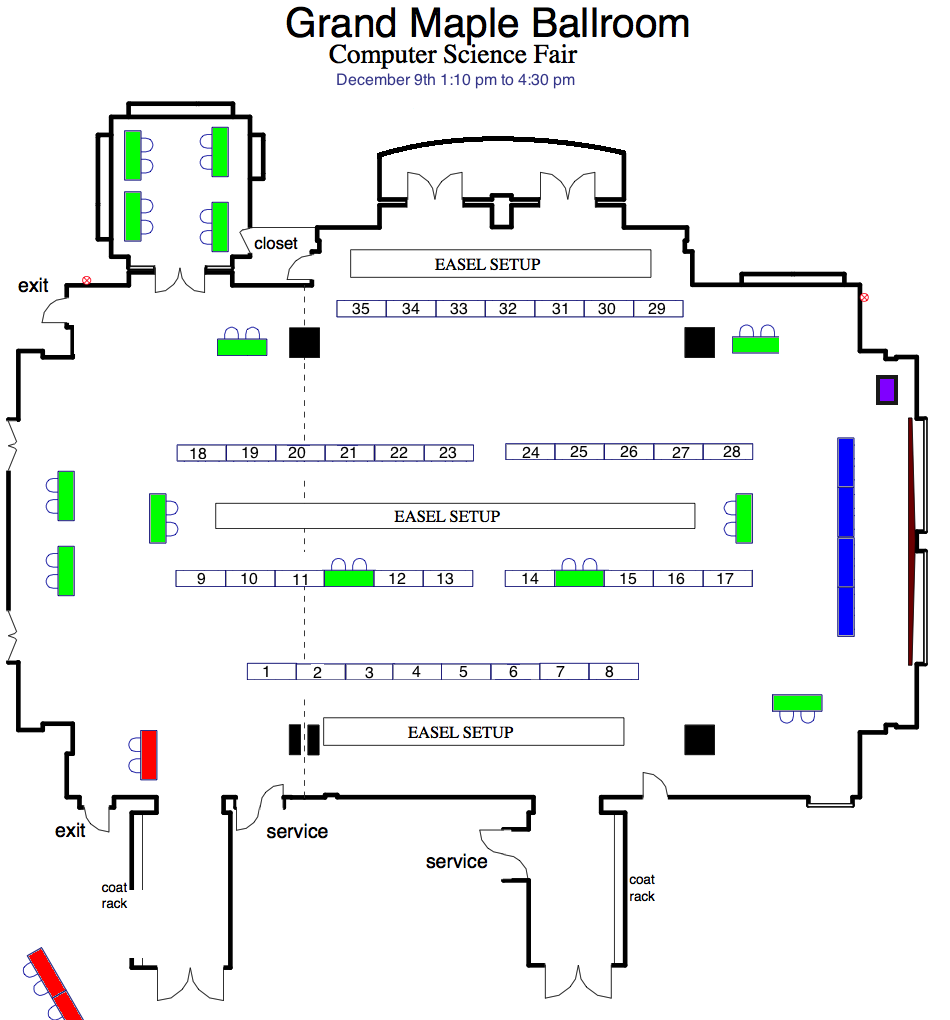 Grand Maple Ballroom
Computer Science Fair
December 9th 1:10 pm to 4:30 pm
closet
EASEL SETUP
exit
35 34 33 32 31 30 29
18 19 20 21 22 23 24 25 26 27 28
EASEL SETUP
9 10 11 12 13 14 15 16 17
1 2 3 4 5 6 7 8
EASEL SETUP
exit
service
service
coat
rack
coat
rack